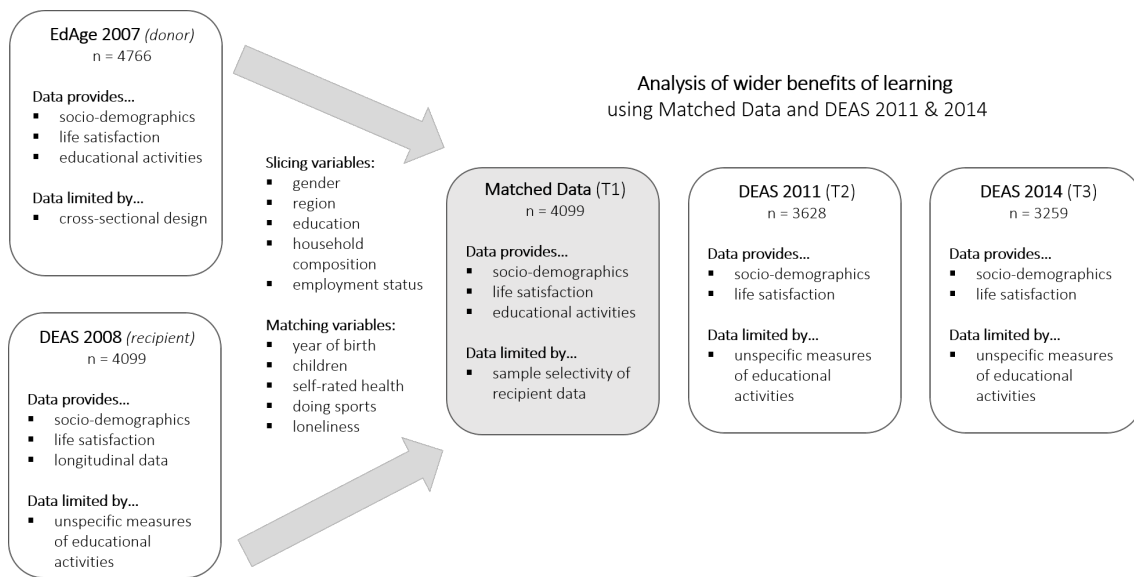 EdAge 2007 (donor)
n = 4766
Data provides...
▪ socio-demographics
▪ life satisfaction
▪ educational activities
Data limited by...
▪ cross-sectional design
DEAS 2008 (recipient)
n = 4099
Data provides...
▪ socio-demographics
▪ life satisfaction
▪ longitudinal data
Data limited by...
▪ unspecific measures
of educational
activities
Slicing variables:
▪ gender
▪ region
▪ education
▪ household
composition
▪ employment status
Matching variables:
▪ year of birth
▪ children
▪ self-rated health
▪ doing sports
▪ loneliness
Analysis of wider benefits of learning
using Matched Data and DEAS 2011 & 2014
Matched Data (T1)
n = 4099
Data provides...
▪ socio-demographics
▪ life satisfaction
▪ educational activities
Data limited by...
▪ sample selectivity of
recipient data
DEAS 2011 (T2)
n = 3628
Data provides...
▪ socio-demographics
▪ life satisfaction
Data limited by...
▪ unspecific measures
of educational
activities
DEAS 2014 (T3)
n = 3259
Data provides...
▪ socio-demographics
▪ life satisfaction
Data limited by...
▪ unspecific measures
of educational
activities